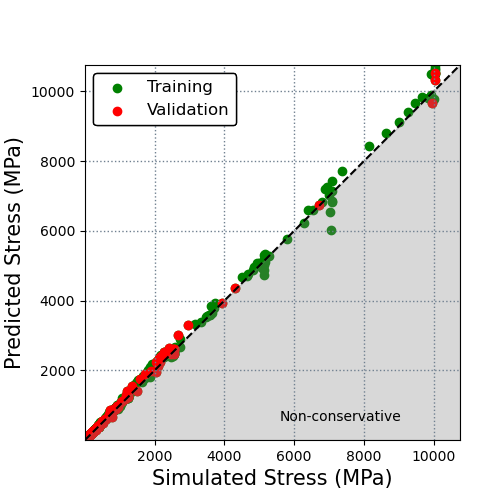 10000
8000
6000
4000
2000
Predicted Stress (MPa)
Training
Validation
Non-conservative
2000 4000 6000 8000 10000
Simulated Stress (MPa)